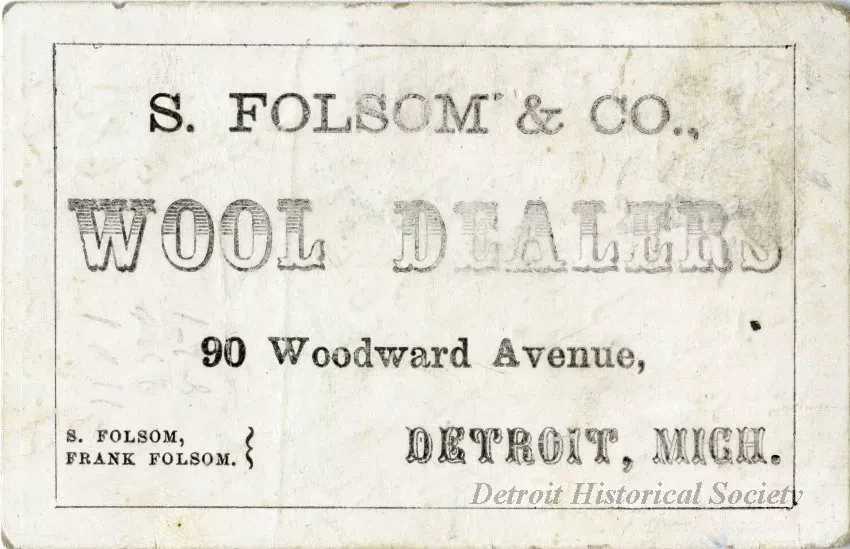 S. FOLSOM & CO.,
WOOL DEALERS
90 Woodward Avenue,
S. FOLSOM,
FRANK FOLSOM.
DETROIT, MICH.
Detroit Historical Society